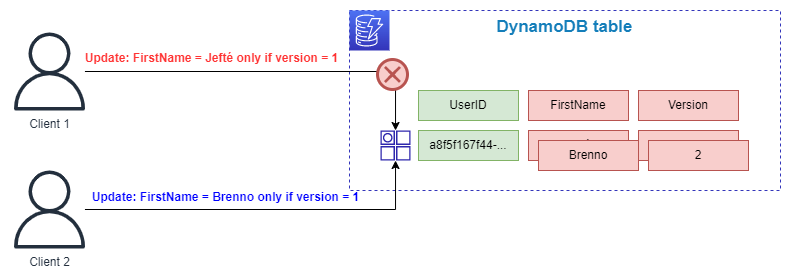 DynamoDB table
Update: FirstName = Jefté only if version = 1
UserID
FirstName
Version
Client 1
a8f5f167f44-...
Brenno
2
Update: FirstName = Brenno only if version = 1
Client 2